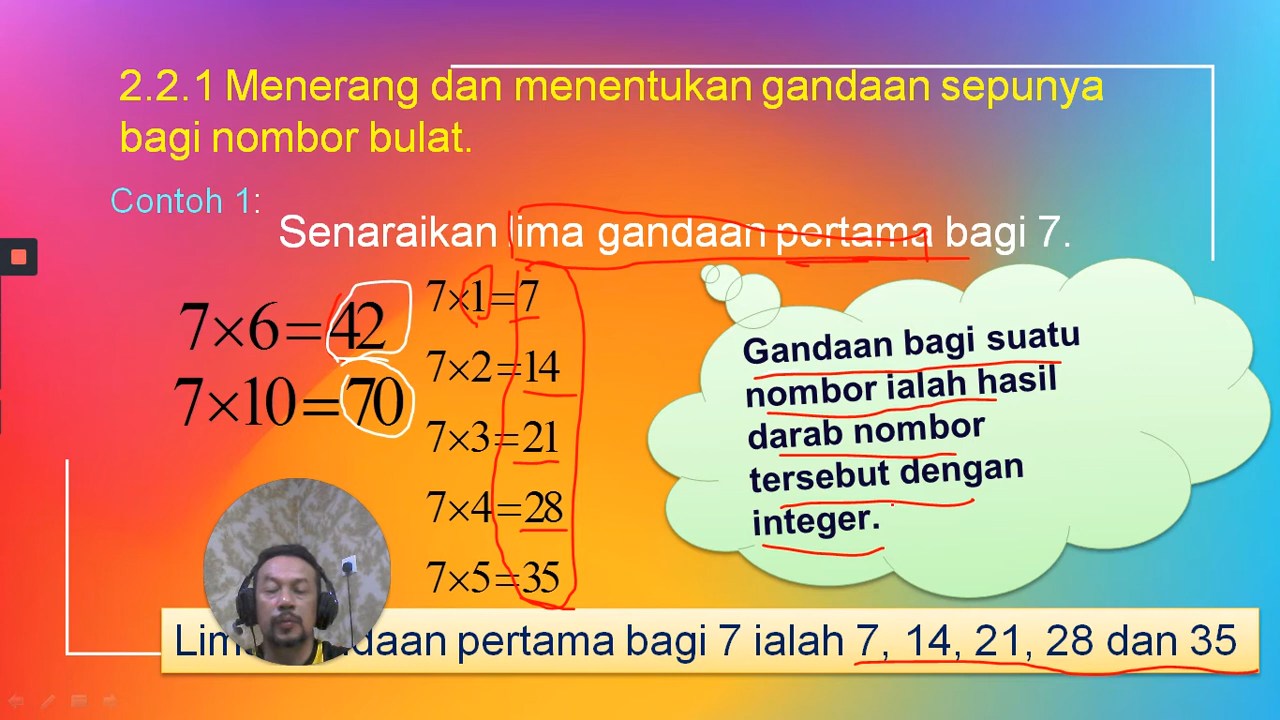 2.2.1 Menerang dan menentukan gandaan sepunya
bagi nombor bulat.
Contoh 1:
Senaraikan lima gandaan pertama bagi 7.
7×6=42
7×10=70
7×1=7
7×2=14
7×3=21
7×4=28
7×5=35
Gandaan bagi suatu
nombor ialah hasil
darab nombor
tersebut dengan
integer.
pertama bagi 7 ialah 7, 14, 21, 28 dan 35